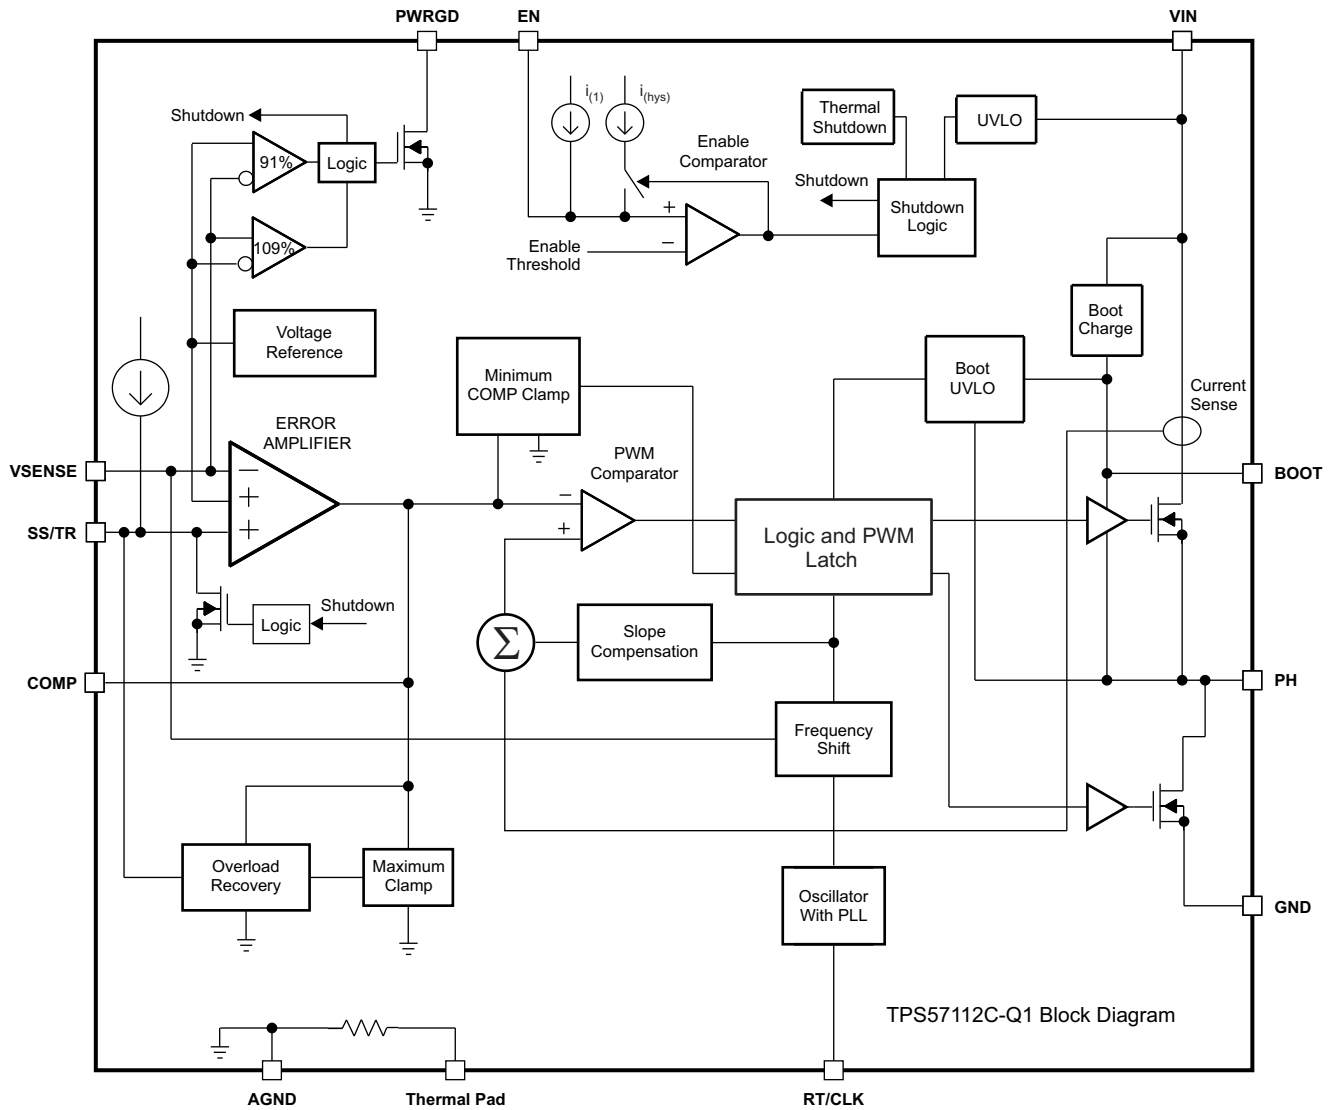 PWRGD
EN
VIN
i(1)
i(hys)
Shutdown
91%
Logic
109%
Enable
Comparator
+
−
Enable
Threshold
Thermal
Shutdown
UVLO
Shutdown
Shutdown
Logic
Boot
Charge
Voltage
Reference
Minimum
COMP Clamp
Boot
UVLO
Current
Sense
ERROR
AMPLIFIER
PWM
Comparator
VSENSE
−
+
+
SS/TR
−
+
Logic and PWM
Latch
BOOT
Logic
Shutdown
Σ
Slope
Compensation
COMP
PH
Frequency
Shift
Overload
Recovery
Maximum
Clamp
Oscillator
With PLL
GND
TPS57112C-Q1 Block Diagram
AGND
Thermal Pad
RT/CLK